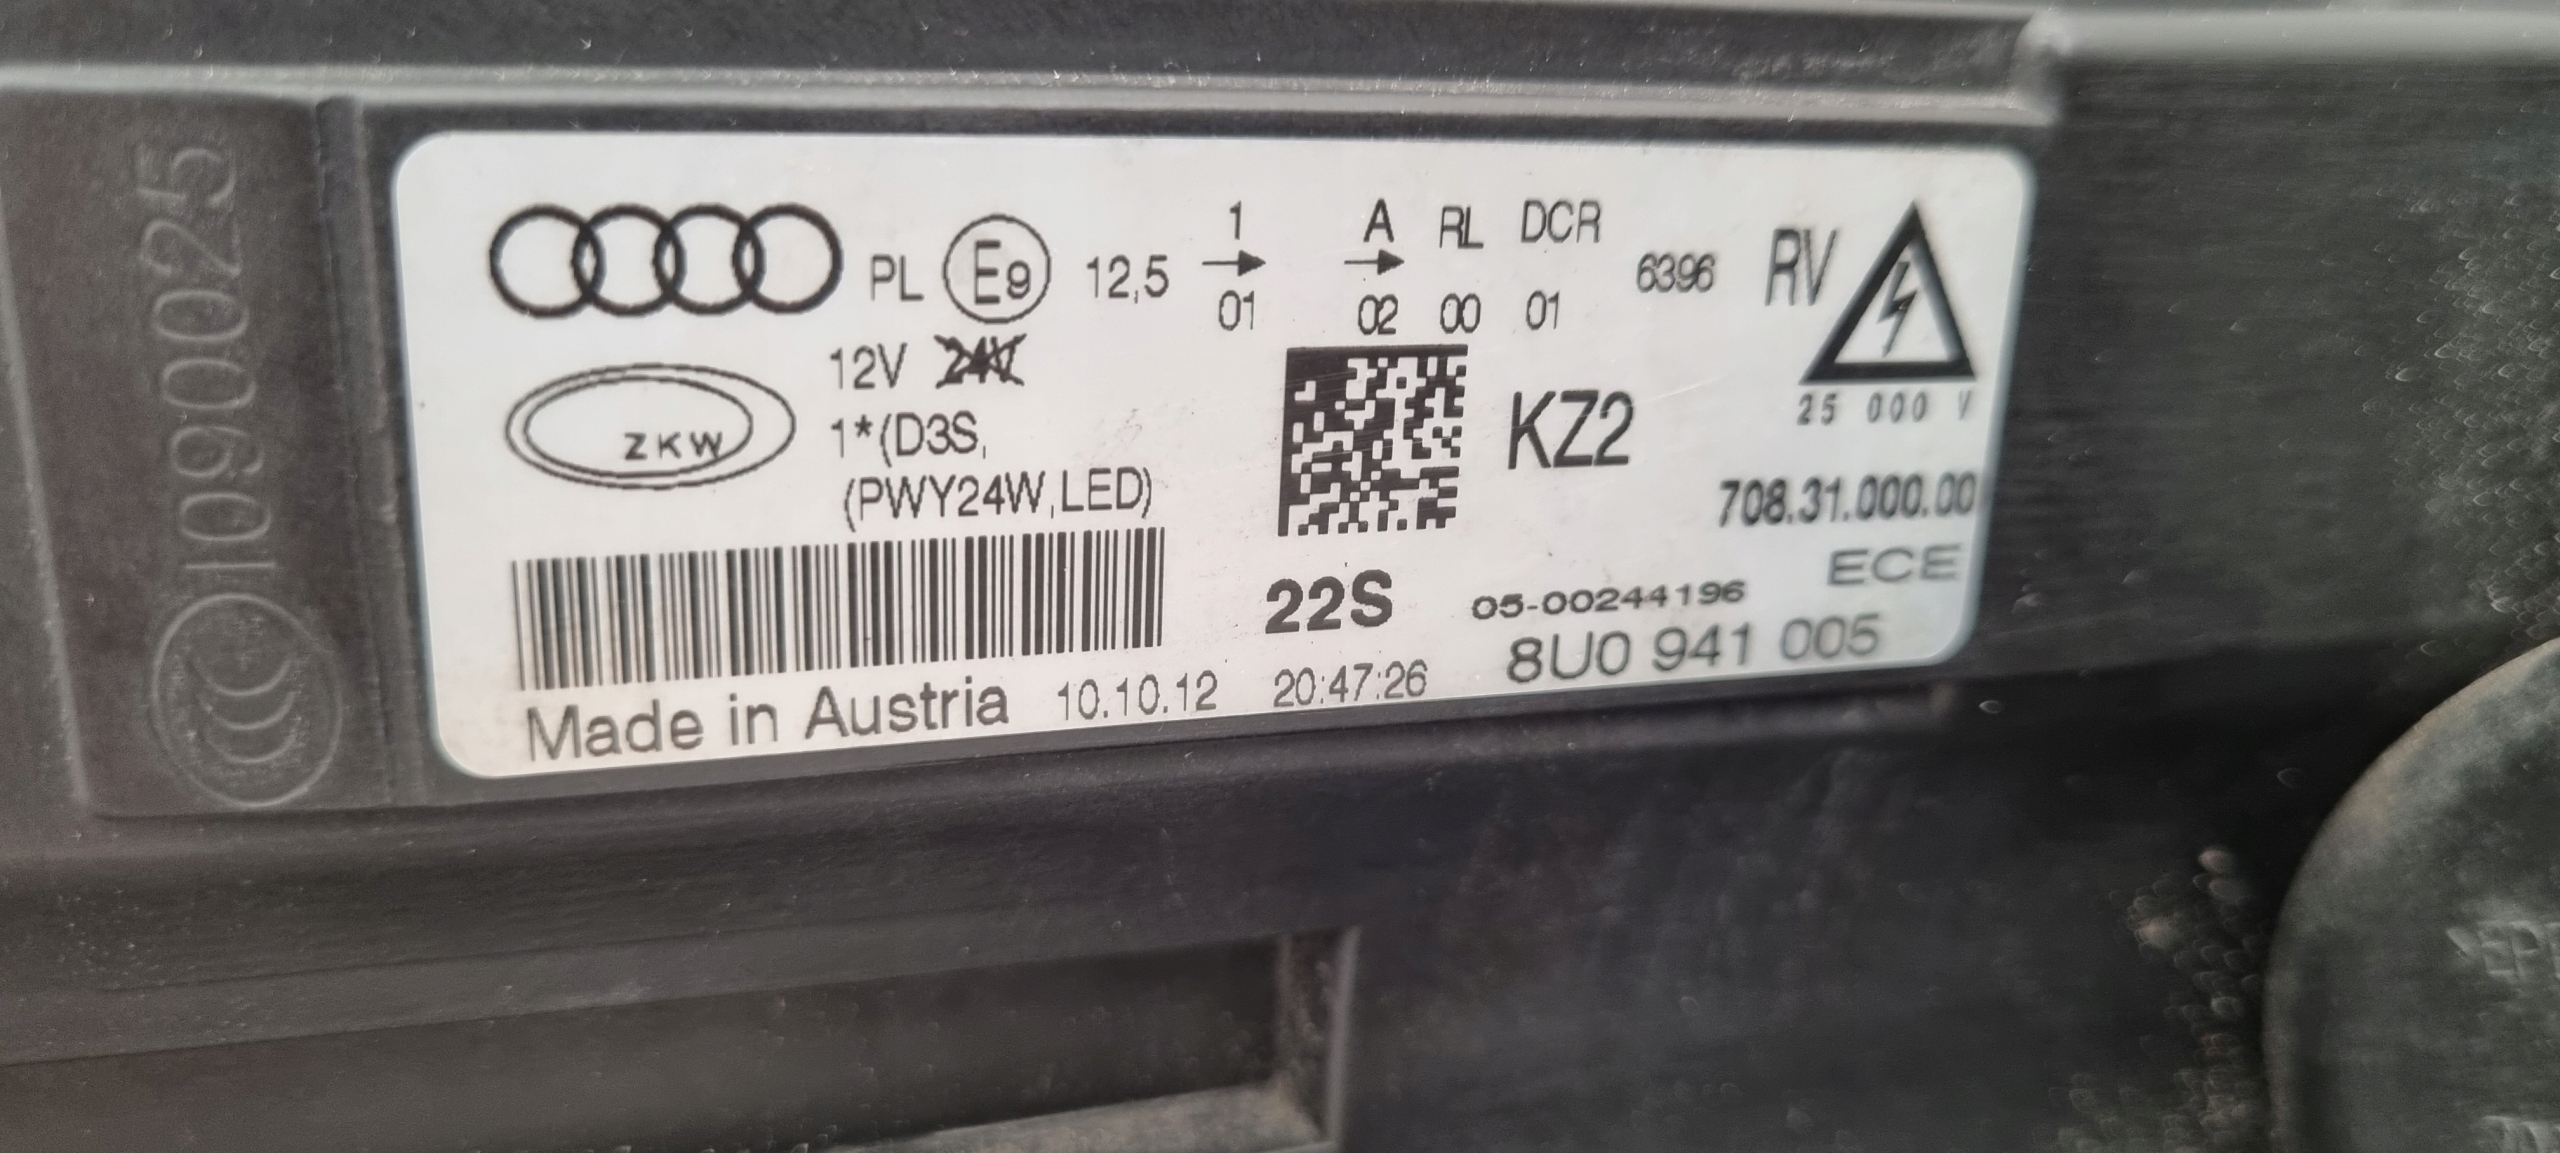 1090025
PL E9 12,5 1 A RL DCR 6396 RV
01 02 00 01
12V 24V
ZKW 1*(D3S, KZ2 25 000 V
(PWY24W,LED) 708.31.000.00
ECE
22S 05-00244196
Made in Austria 10.10.12 20:47:26 8U0 941 005